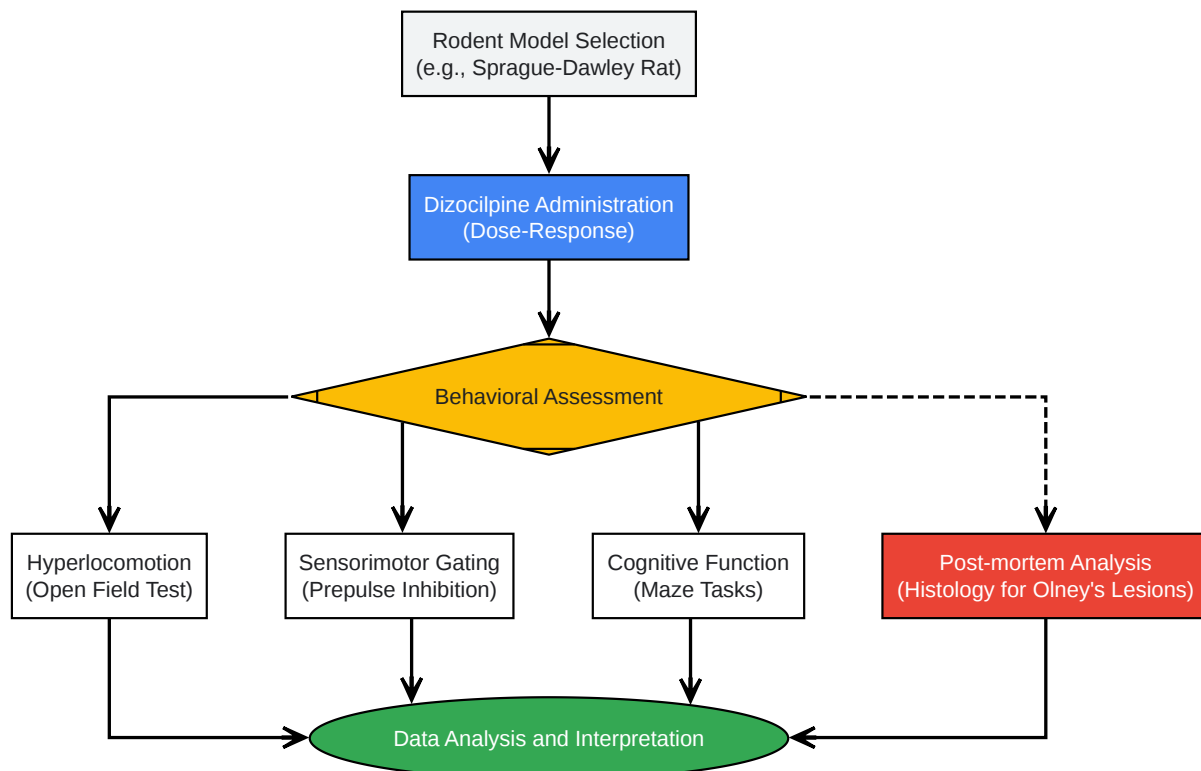 Rodent Model Selection
(e.g., Sprague-Dawley Rat)
Dizocilpine Administration
(Dose-Response)
Behavioral Assessment
Hyperlocomotion
(Open Field Test)
Sensorimotor Gating
(Prepulse Inhibition)
Cognitive Function
(Maze Tasks)
Post-mortem Analysis
(Histology for Olney's Lesions)
Data Analysis and Interpretation